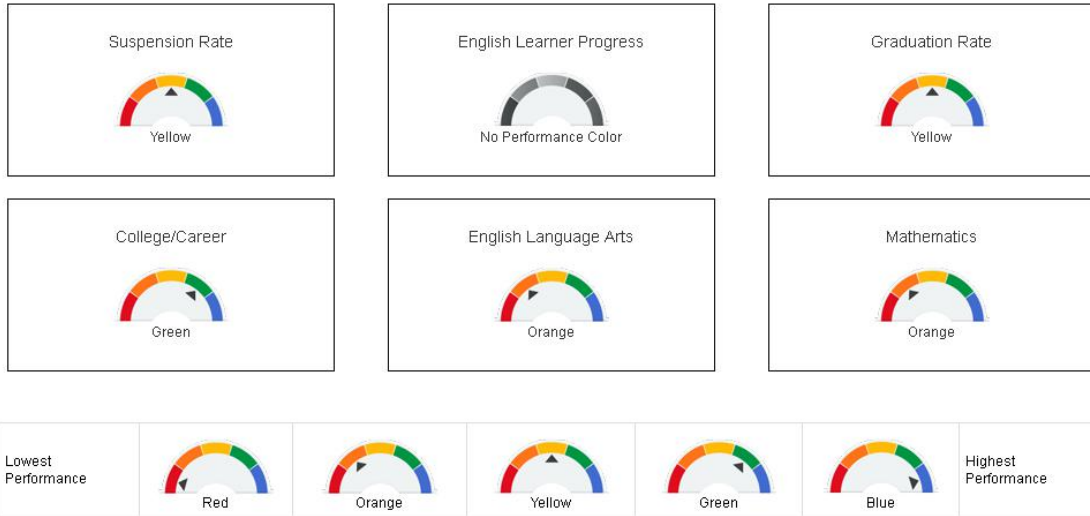 Suspension Rate
English Learner Progress
Graduation Rate
Yellow
No Performance Color
Yellow
College/Career
English Language Arts
Mathematics
Green
Orange
Orange
Lowest
Performance
Red
Orange
Yellow
Green
Blue
Highest
Performance